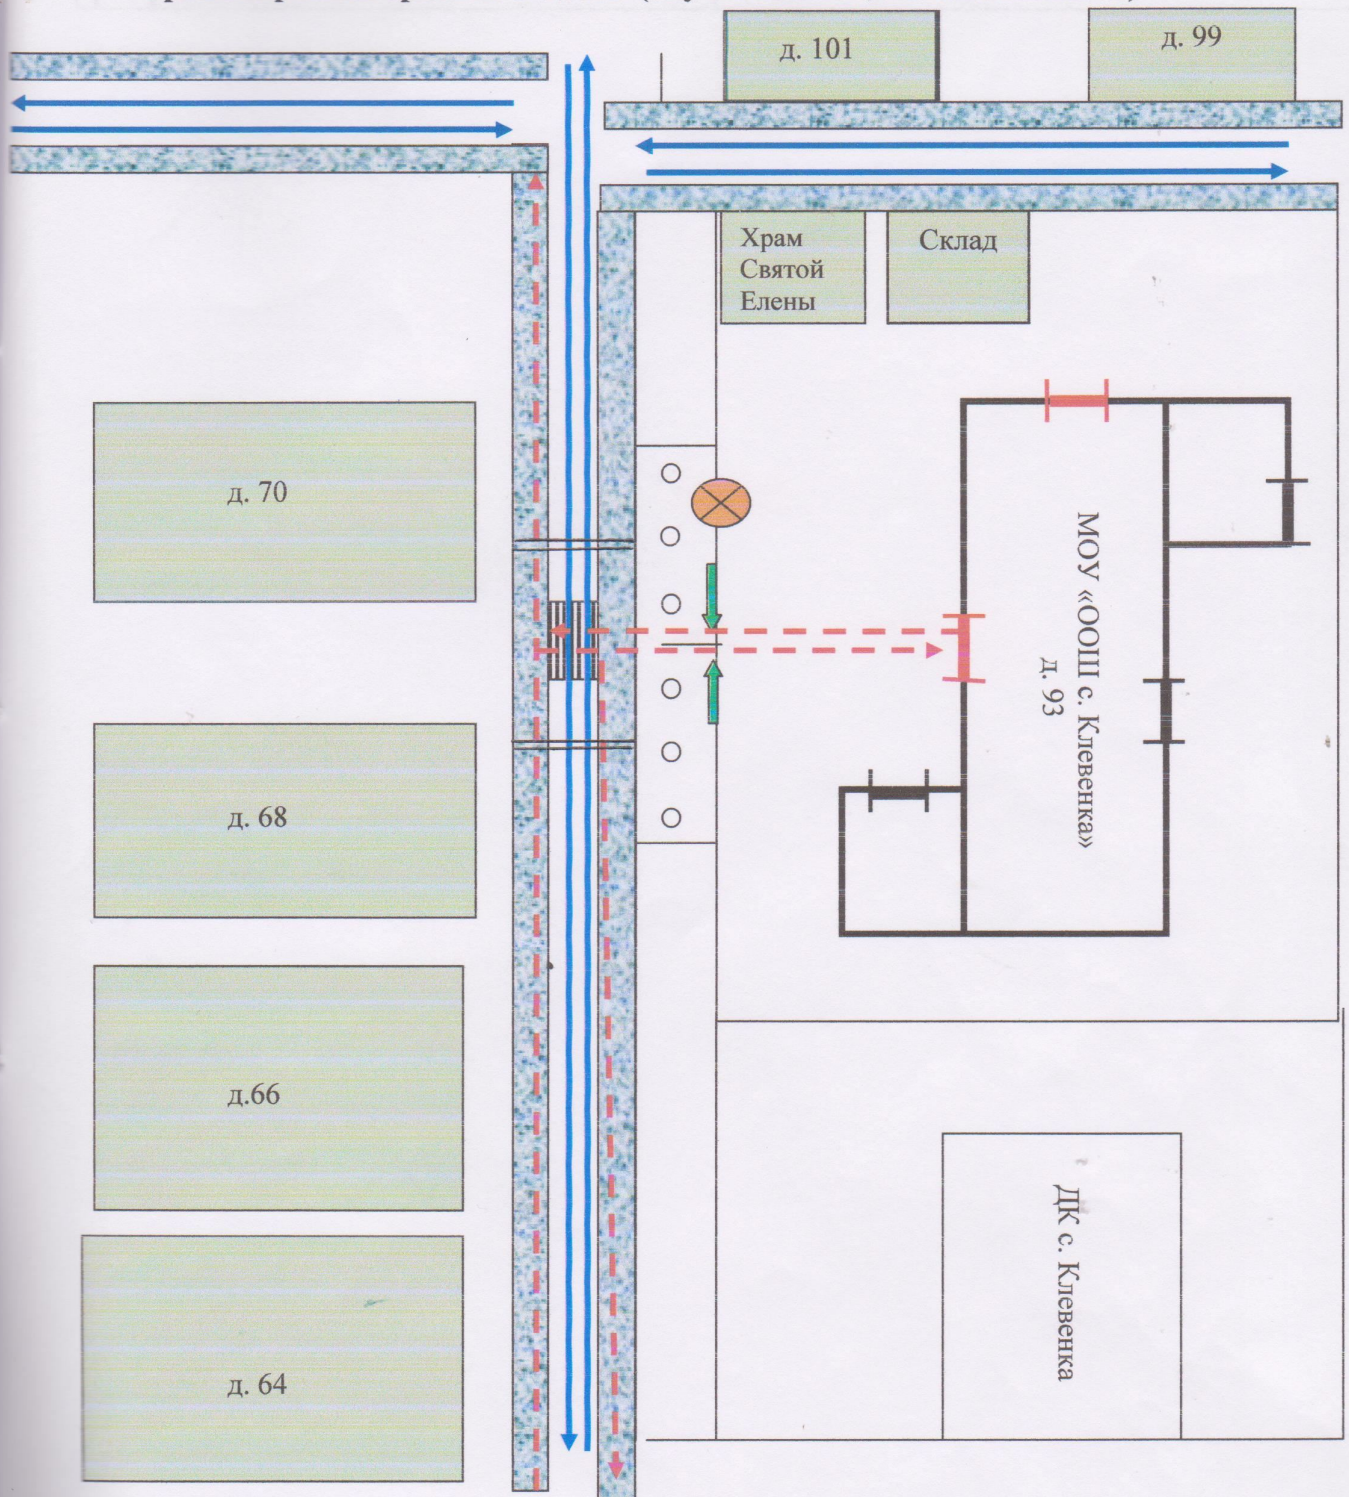 д. 101
д. 99
Храм
Святой
Елены
Склад
д. 70
МОУ «ООШ с. Клевенка»
д. 93
д. 68
д.66
ДК с. Клевенка
д. 64